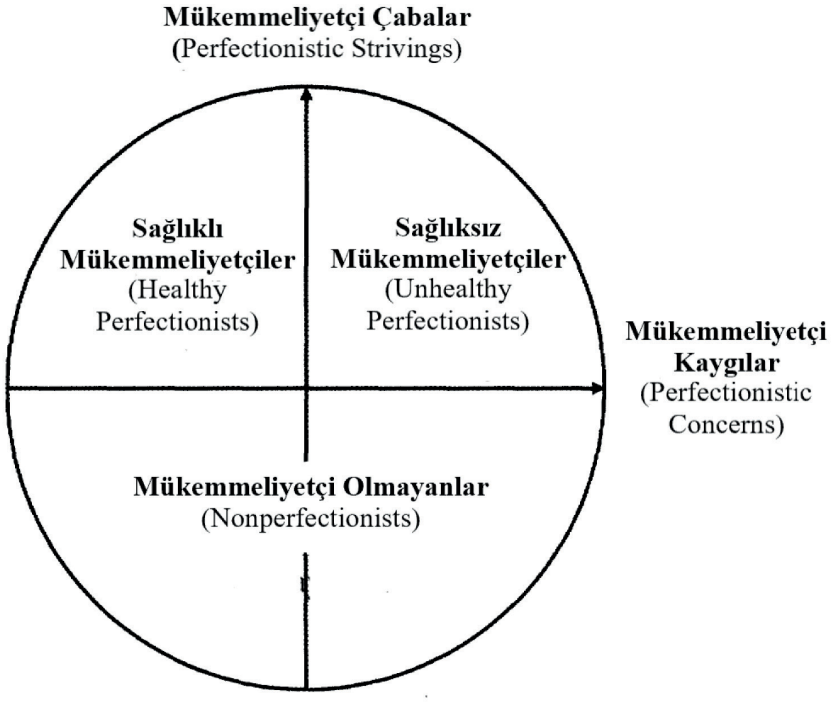 Mükemmeliyetçi Çabalar
(Perfectionistic Strivings)
Sağlıklı
Mükemmeliyetçiler
(Healthy
Perfectionists)
Sağlıksız
Mükemmeliyetçiler
(Unhealthy
Perfectionists)
Mükemmeliyetçi
Kaygılar
(Perfectionistic
Concerns)
Mükemmeliyetçi Olmayanlar
(Nonperfectionists)